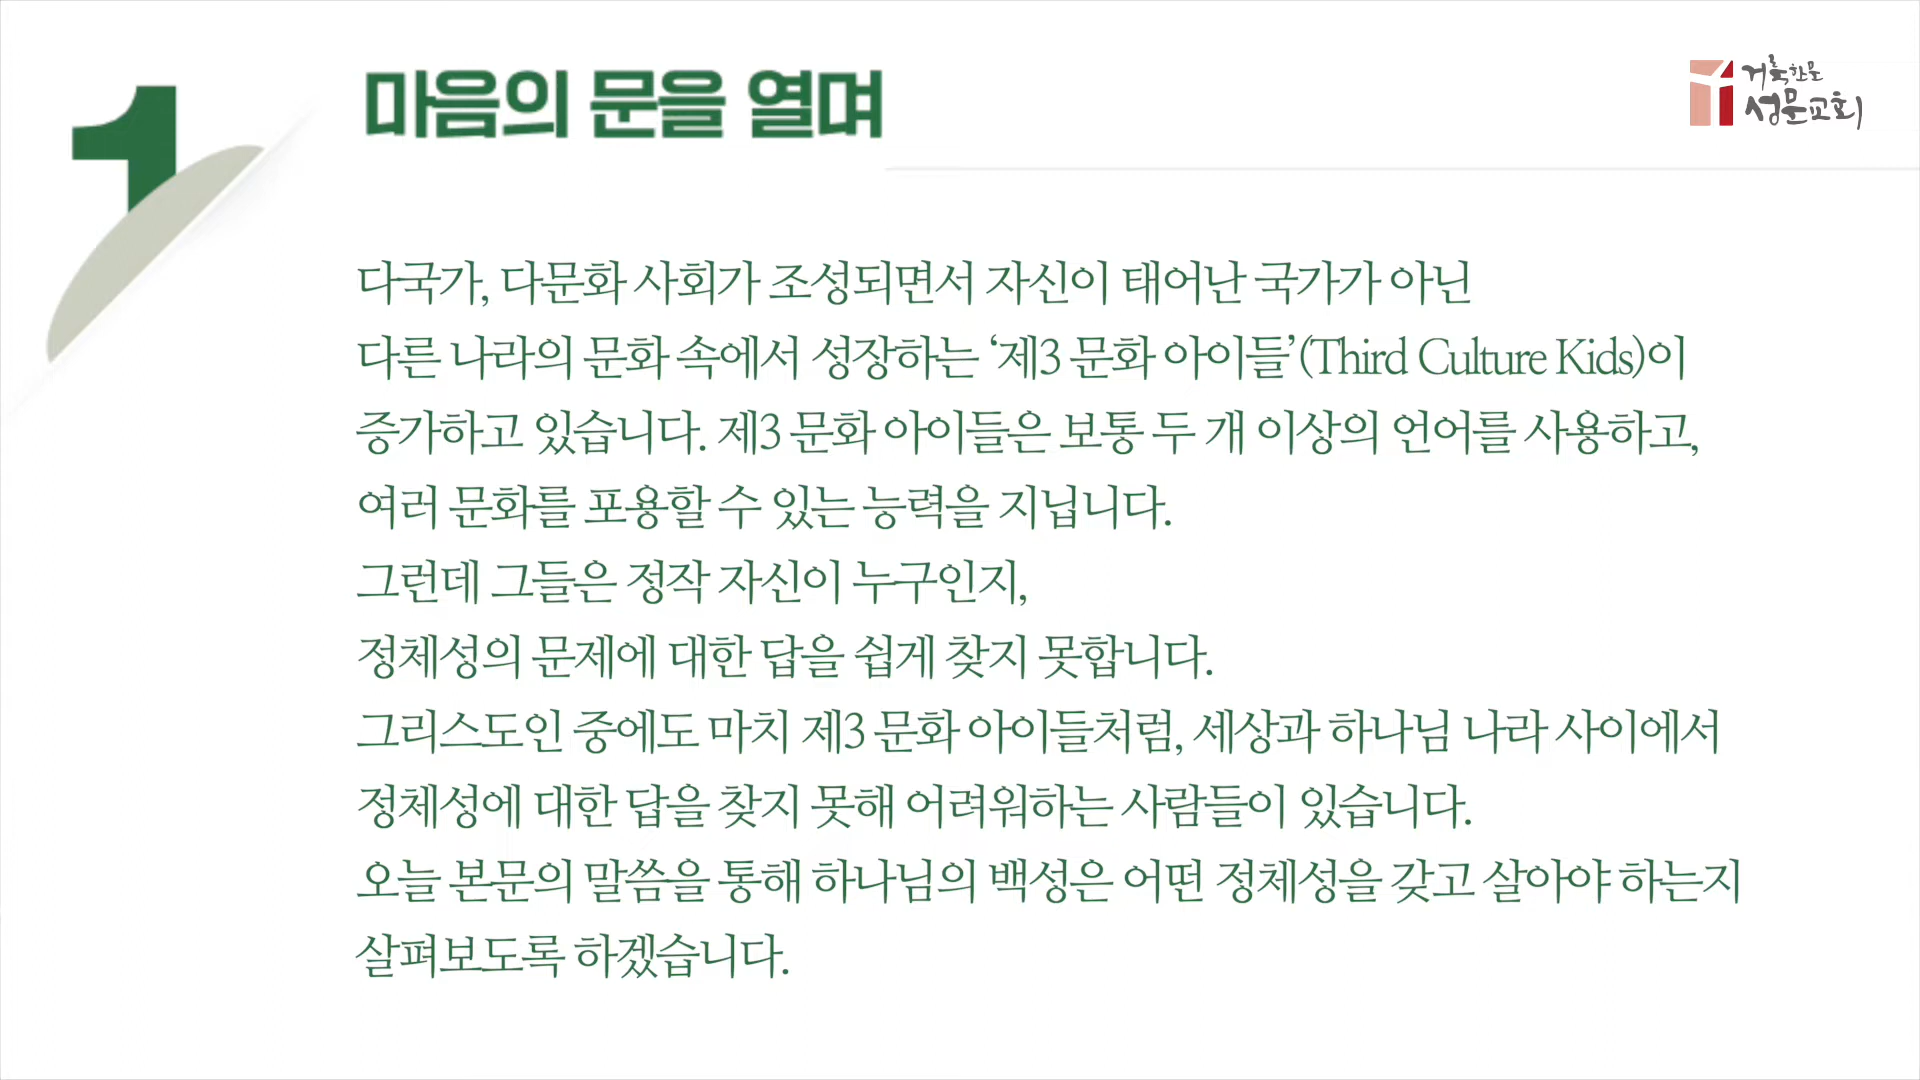 1
마음의 문을 열며
거룩한문
성문교회
다국가, 다문화 사회가 조성되면서 자신이 태어난 국가가 아닌
다른 나라의 문화 속에서 성장하는 ‘제3 문화 아이들’(Third Culture Kids)이
증가하고 있습니다. 제3 문화 아이들은 보통 두 개 이상의 언어를 사용하고,
여러 문화를 포용할 수 있는 능력을 지닙니다.
그런데 그들은 정작 자신이 누구인지,
정체성의 문제에 대한 답을 쉽게 찾지 못합니다.
그리스도인 중에도 마치 제3 문화 아이들처럼, 세상과 하나님 나라 사이에서
정체성에 대한 답을 찾지 못해 어려워하는 사람들이 있습니다.
오늘 본문의 말씀을 통해 하나님의 백성은 어떤 정체성을 갖고 살아야 하는지
살펴보도록 하겠습니다.